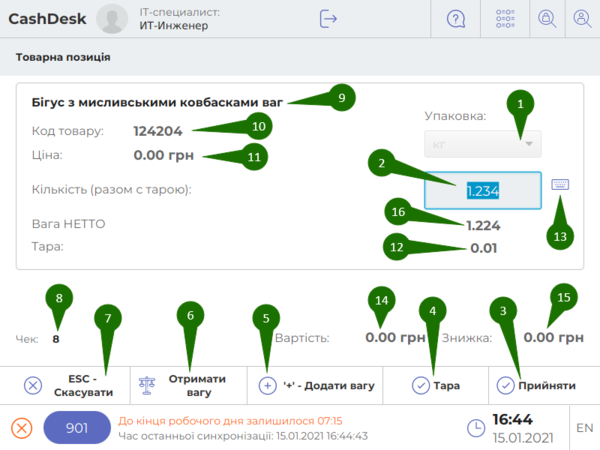 CashDesk
IT-специалист:
ИТ-Инженер
Товарна позиція
Бігус з мисливськими ковбасками ваг
9
1
Упаковка:
Код товару: 124204
10
кг
Ціна: 0.00 грн
11
2
Кількість (разом с тарою): 1.234
16
13
Вага НЕТТО 1.224
Тара: 12 0.01
8
7
6
5
14
4
3
15
Чек: 8
Вартість: 0.00 грн
Знижка: 0.00 грн
ESC -
Скасувати
Отримати
вагу
'+' - Додати вагу
Тара
Прийняти
901
До кінця робочого дня залишилося 07:15
Час останньої синхронізації: 15.01.2021 16:44:43
16:44
15.01.2021
EN